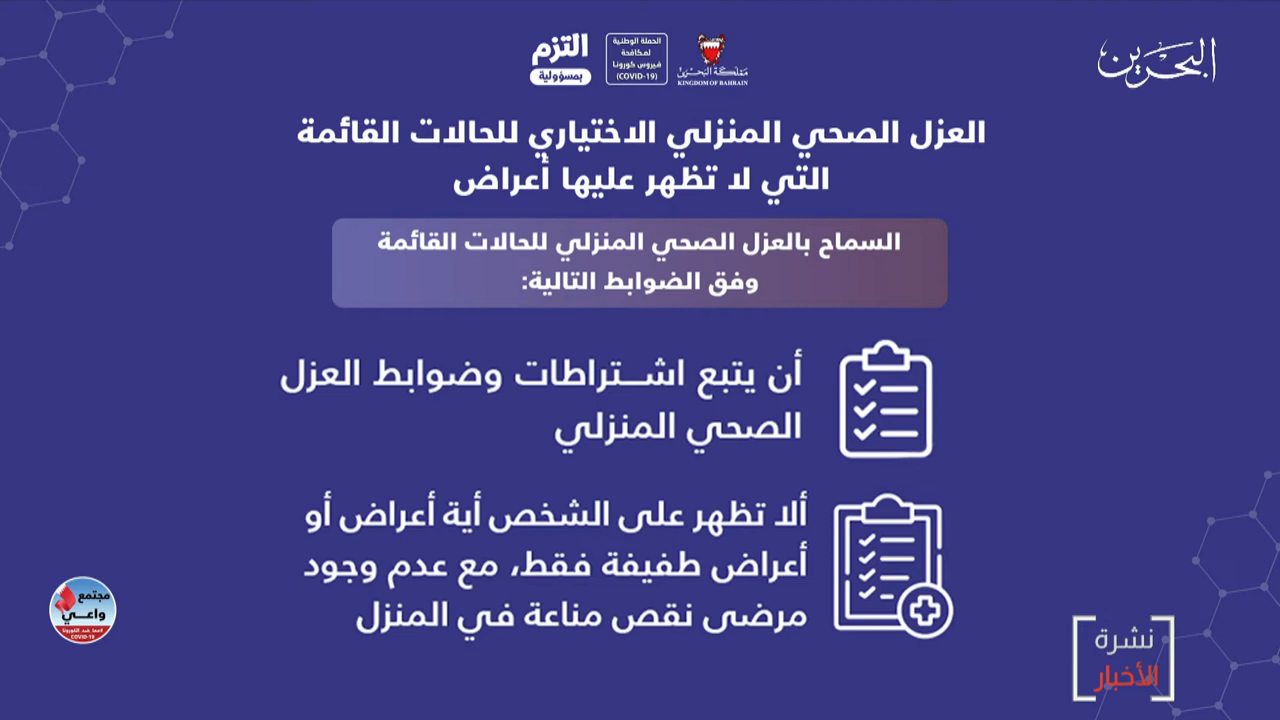 البحرين
مملكة البحرين
KINGDOM OF BAHRAIN
الحملة الوطنية
لمكافحة
فيروس كورونا
(COVID-19)
التزم
بمسؤولية
العزل الصحي المنزلي الاختياري للحالات القائمة
التي لا تظهر عليها أعراض
السماح بالعزل الصحي المنزلي للحالات القائمة
وفق الضوابط التالية:
أن يتبع اشـتراطات وضوابط العزل
الصحي المنزلي
ألا تظهر على الشخص أية أعراض أو
أعراض طفيفة فقط، مع عدم وجود
مرضى نقص مناعة في المنزل
مجتمع
واعي
COVID-19
نشرة
الأخبار